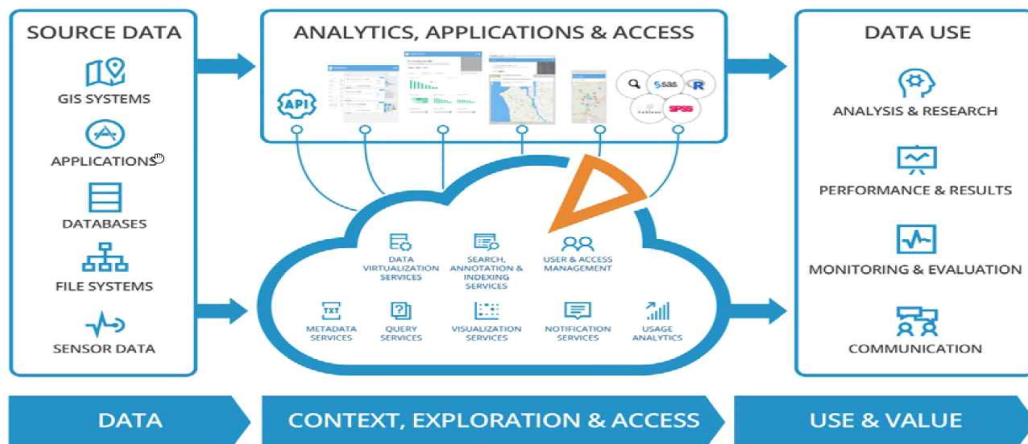 SOURCE DATA
GIS SYSTEMS
APPLICATIONS
DATABASES
FILE SYSTEMS
SENSOR DATA
ANALYTICS, APPLICATIONS & ACCESS
API
sas
R
SPSS
DATA
VIRTUALIZATION
SERVICES
SEARCH,
ANNOTATION &
INDEXING
SERVICES
USER & ACCESS
MANAGEMENT
TXT
METADATA
SERVICES
QUERY
SERVICES
VISUALIZATION
SERVICES
NOTIFICATION
SERVICES
USAGE
ANALYTICS
DATA USE
ANALYSIS & RESEARCH
PERFORMANCE & RESULTS
MONITORING & EVALUATION
COMMUNICATION
DATA
CONTEXT, EXPLORATION & ACCESS
USE & VALUE